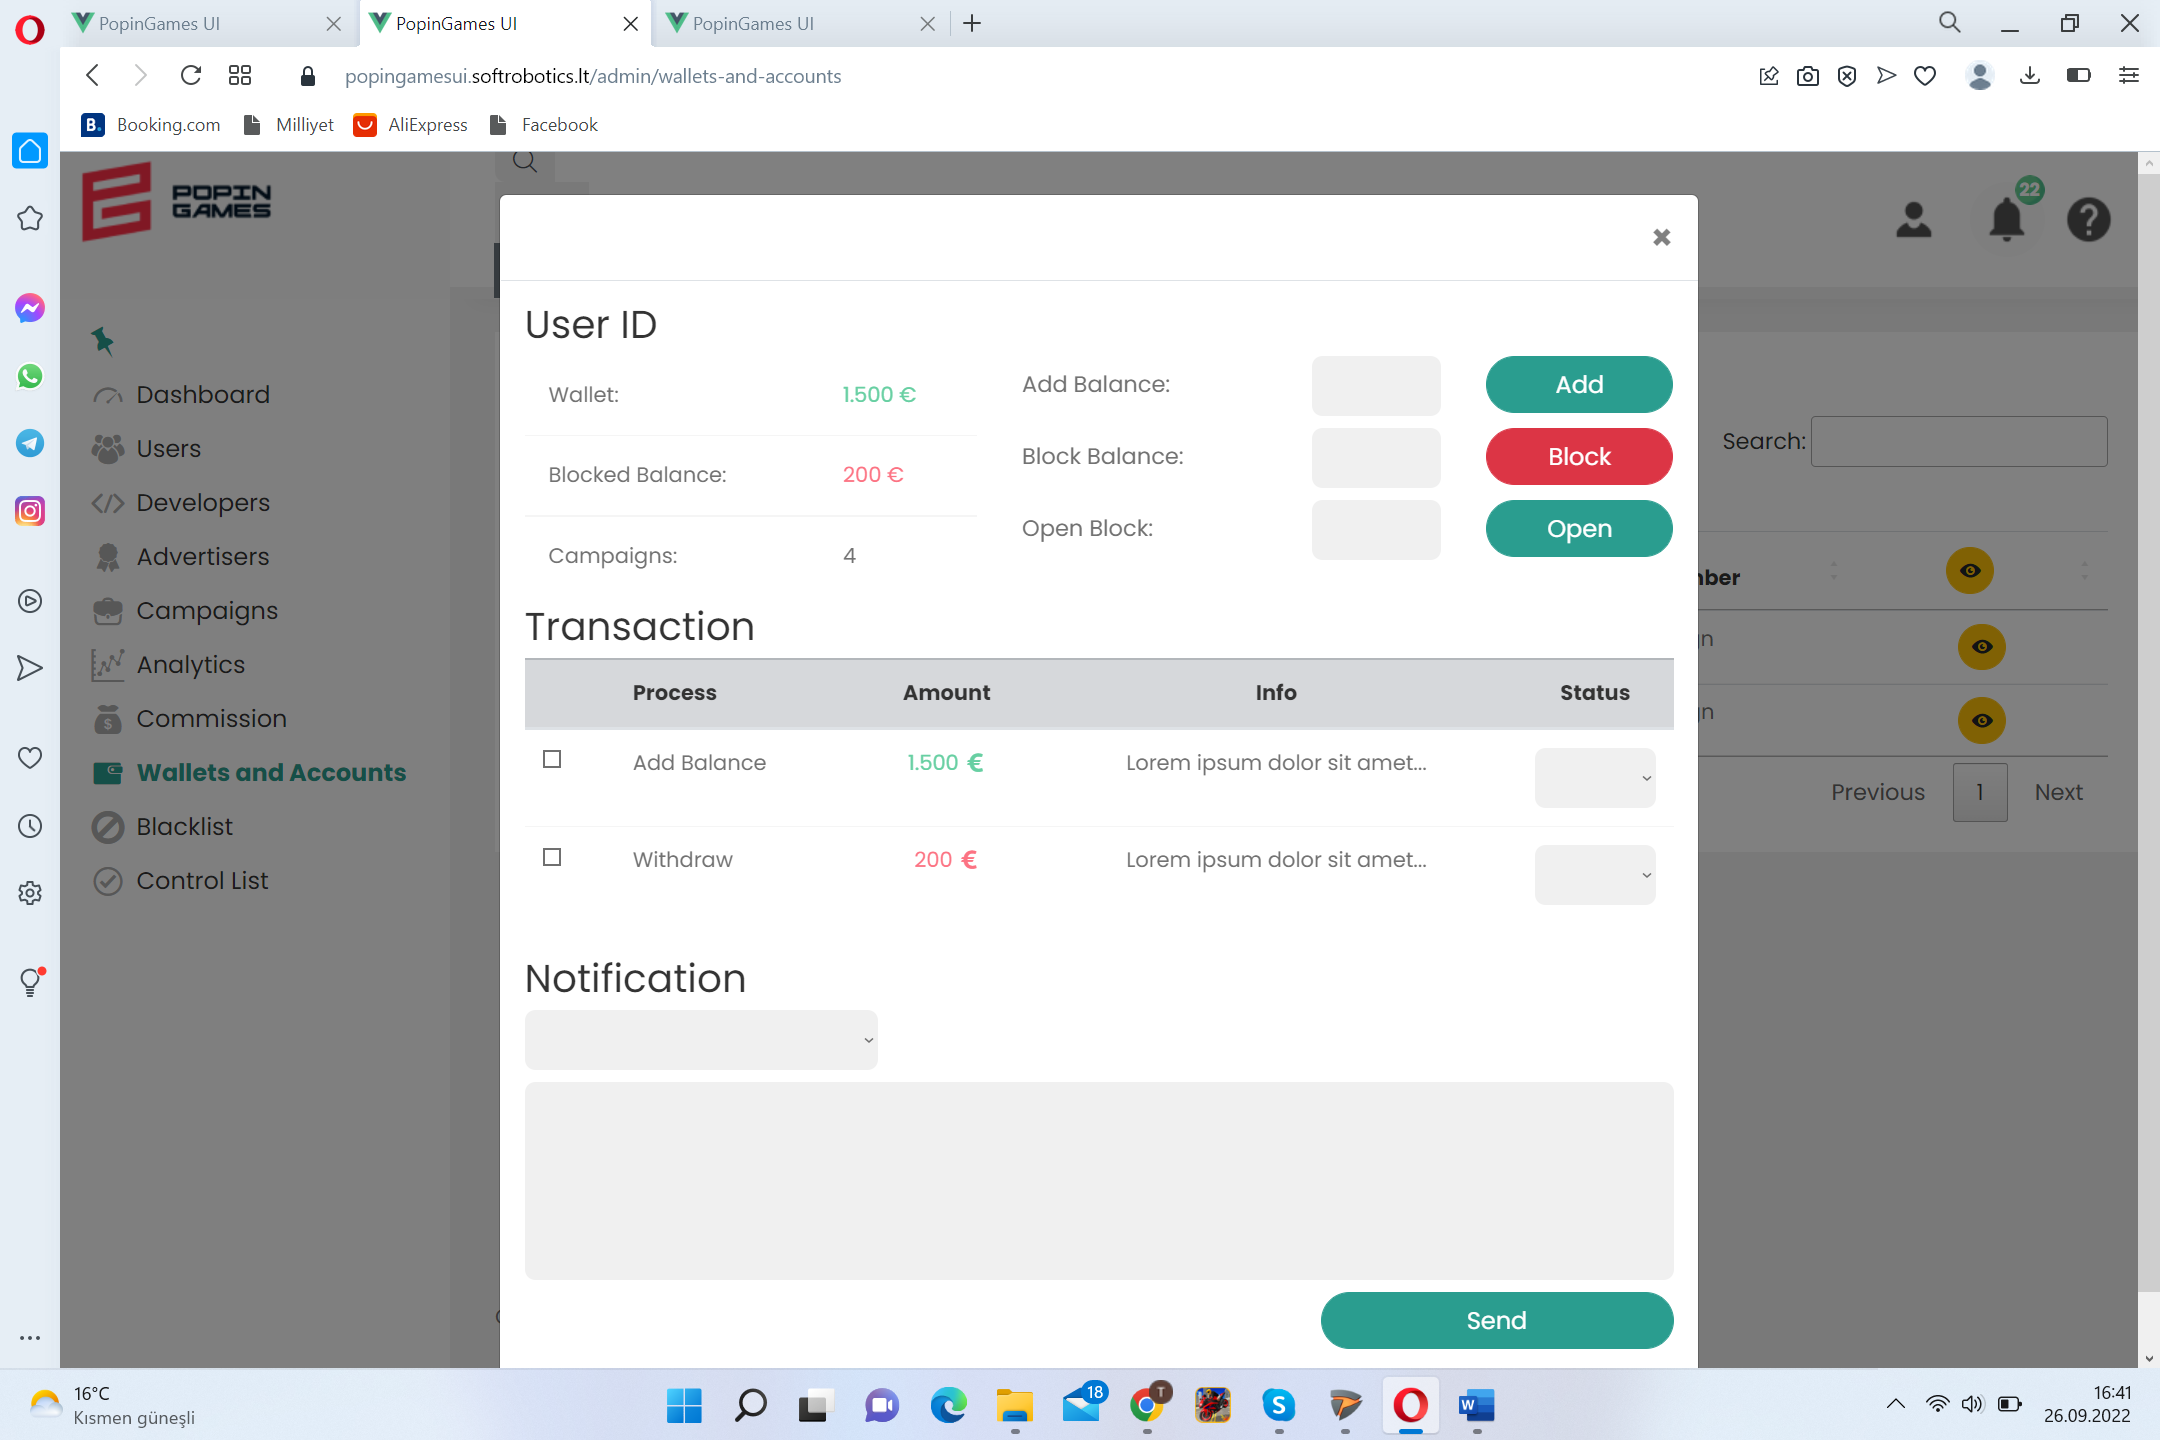 PopinGames UI
PopinGames UI
PopinGames UI
popingamesui.softrobotics.lt/admin/wallets-and-accounts
B. Booking.com
Milliyet
AliExpress
Facebook
POPIN
GAMES
22
Dashboard
Users
Developers
Advertisers
Campaigns
Analytics
Commission
Wallets and Accounts
Blacklist
Control List
User ID
Wallet: 1.500 €
Blocked Balance: 200 €
Campaigns: 4
Add Balance: Add
Block Balance: Block
Open Block: Open
Search:
Transaction
Process Amount Info Status
Add Balance 1.500 € Lorem ipsum dolor sit amet...
Withdraw 200 € Lorem ipsum dolor sit amet...
Previous 1 Next
Notification
Send
16°C
Kısmen güneşli
18
T
16:41
26.09.2022